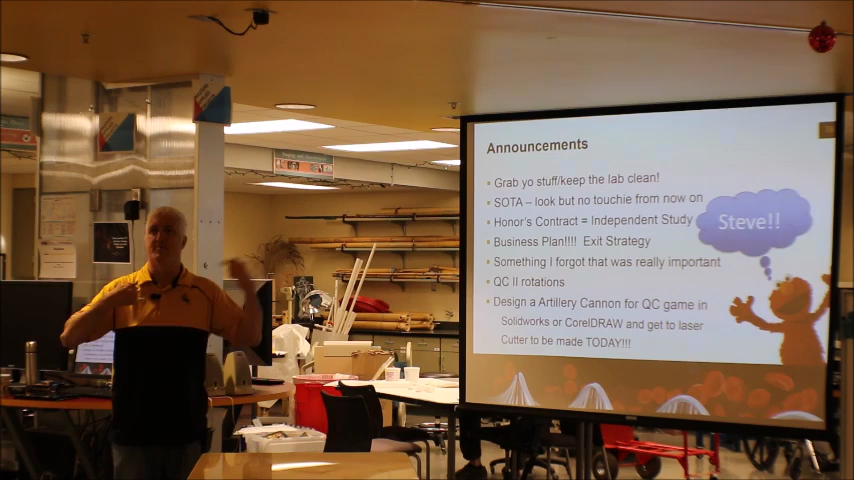 Announcements
Grab yo stuff/keep the lab clean!
SOTA – look but no touchie from now on
Honor's Contract = Independent Study
Steve!!
Business Plan!!!! Exit Strategy
Something I forgot that was really important
QC II rotations
Design a Artillery Cannon for QC game in
Solidworks or CorelDRAW and get to laser
Cutter to be made TODAY!!!